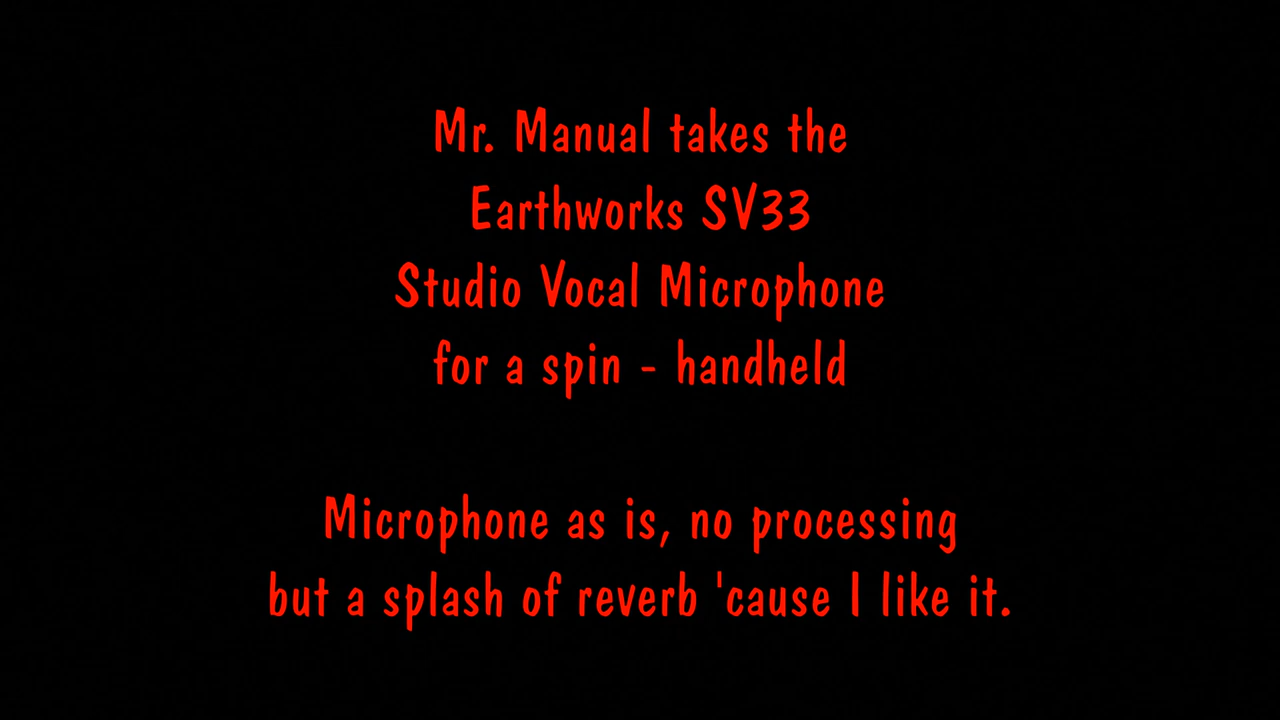 Mr. Manual takes the
Earthworks SV33
Studio Vocal Microphone
for a spin - handheld
Microphone as is, no processing
but a splash of reverb 'cause I like it.